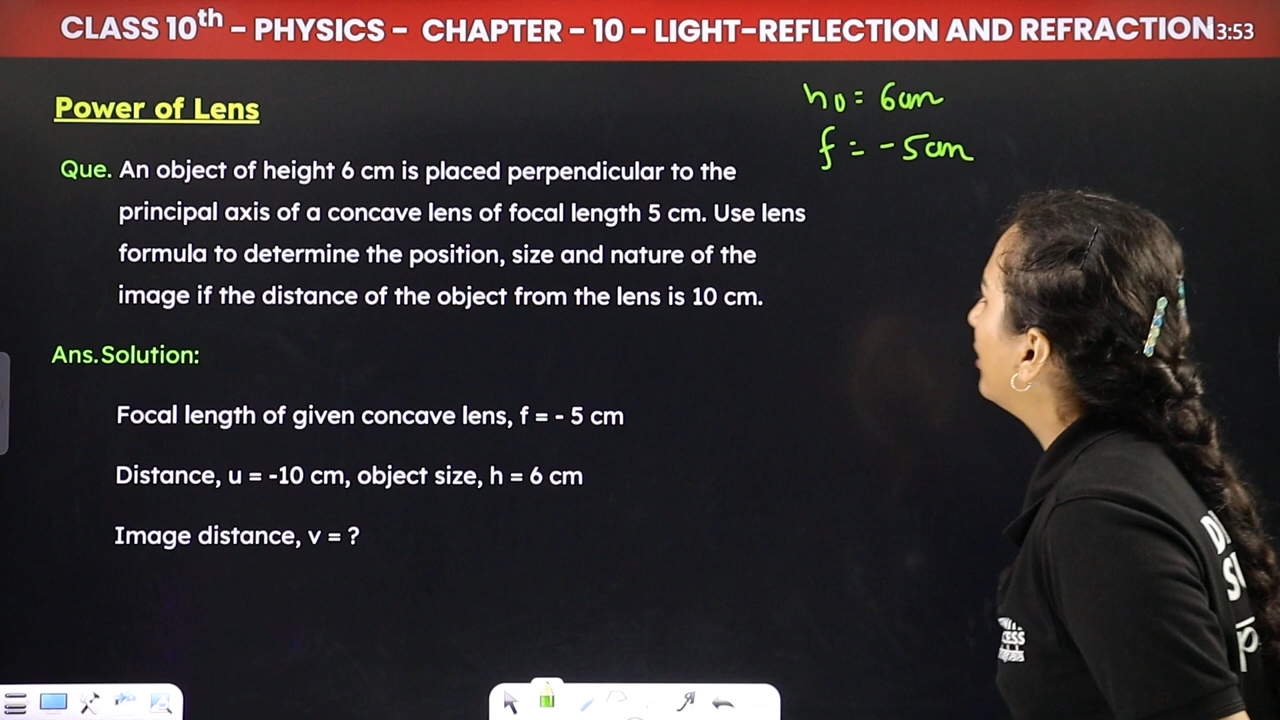 CLASS 10th - PHYSICS - CHAPTER - 10 - LIGHT-REFLECTION AND REFRACTION
3:53
Power of Lens
h0 = 6cm
f = -5cm
Que. An object of height 6 cm is placed perpendicular to the
principal axis of a concave lens of focal length 5 cm. Use lens
formula to determine the position, size and nature of the
image if the distance of the object from the lens is 10 cm.
Ans.Solution:
Focal length of given concave lens, f = - 5 cm
Distance, u = -10 cm, object size, h = 6 cm
Image distance, v = ?